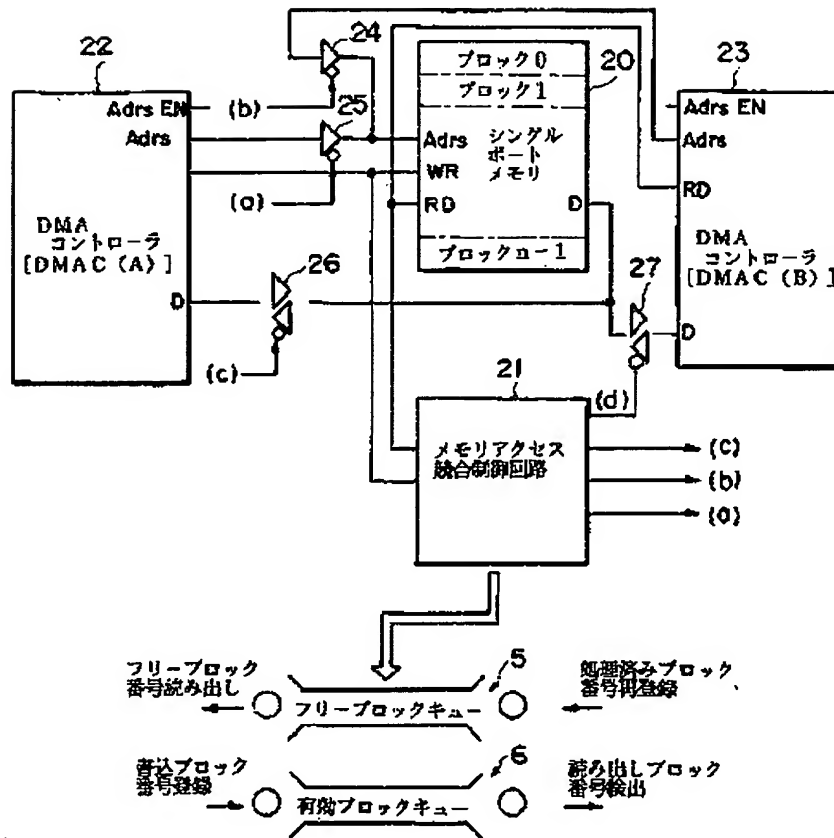 22
24
20
23
ブロック0
ブロック1
Adrs EN
(b)
25
Adrs EN
Adrs
Adrs
シングル
ポート
メモリ
Adrs
WR
(a)
RD
D
RD
DMA
コントローラ
[DMAC (A)]
26
ブロックn-1
27
DMA
コントローラ
[DMAC (B)]
D
D
(c)
21
(d)
メモリアクセス
競合制御回路
(c)
(b)
(a)
フリーブロック
番号読み出し
5
フリーブロックキュー
処理済みブロック
番号再登録
書込ブロック
番号登録
6
有効ブロックキュー
読み出しブロック
番号検出